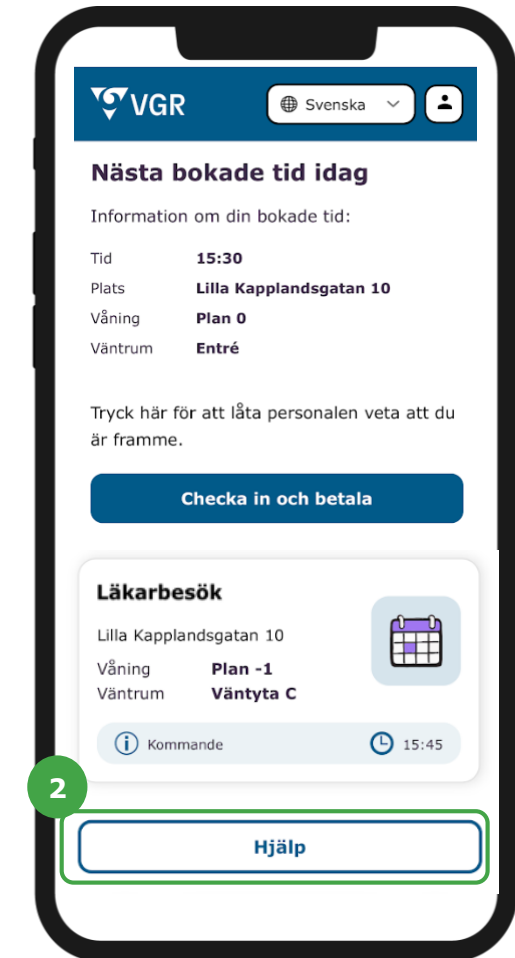 VGR
Svenska
Nästa bokade tid idag
Information om din bokade tid:
Tid 15:30
Plats Lilla Kapplandsgatan 10
Våning Plan 0
Väntrum Entré
Tryck här för att låta personalen veta att du
är framme.
Checka in och betala
Läkarbesök
Lilla Kapplandsgatan 10
Våning Plan -1
Väntrum Väntyta C
Kommande 15:45
2
Hjälp